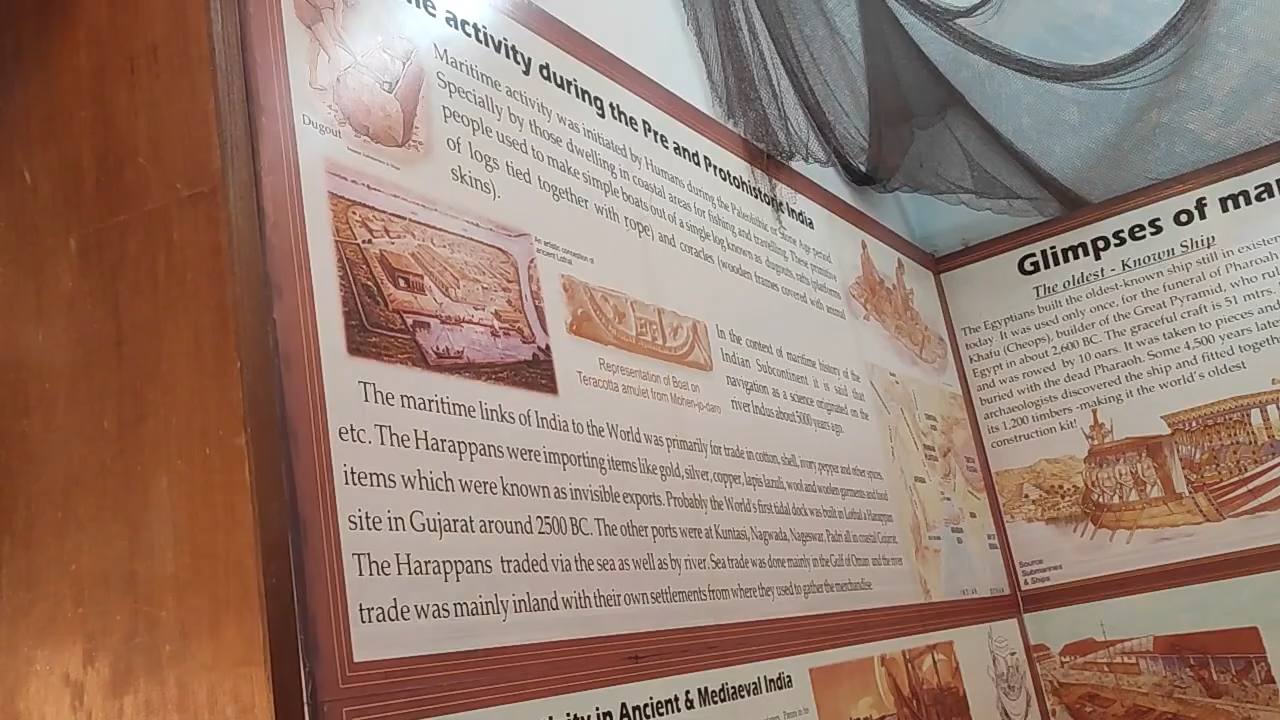 activity during the Pre and Protohistoric India
Maritime activity was initiated by Humans during the Paleolithic or Stone Age period.
Specially by those dwelling in coastal areas for fishing and travelling. These primitive
people used to make simple boats out of a single log known as dugouts, rafts (platforms
of logs tied together with rope) and coracles (wooden frames covered with animal
skins).
Dugout
An artistic conception of
ancient Lothal
Representation of Boat on
Teracotta amulet from Mohen-jo-daro
In the context of maritime history of the
Indian Subcontinent it is said that
navigation as a science originated on the
river Indus about 5000 years ago.
The maritime links of India to the World was primarily for trade in cotton, shell, ivory, pepper and other spices,
etc. The Harappans were importing items like gold, silver, copper, lapis lazuli, wool and woolen garments and food
items which were known as invisible exports. Probably the World's first tidal dock was built in Lothal a Harappan
site in Gujarat around 2500 BC. The other ports were at Kuntasi, Nagwada, Nageswar, Padri all in coastal Gujarat.
The Harappans traded via the sea as well as by river. Sea trade was done mainly in the Gulf of Oman and the river
trade was mainly inland with their own settlements from where they used to gather the merchandise.
Glimpses of
The oldest - Known Ship
The Egyptians built the oldest-known ship still in
today. It was used only once, for the funeral of Pharoah
Khafu (Cheops), builder of the Great Pyramid, who
Egypt in about 2,600 BC. The graceful craft is 51 mtrs.
and was rowed by 10 oars. It was taken to pieces and
buried with the dead Pharaoh. Some 4,500 years
archaeologists discovered the ship and fitted
its 1,200 timbers -making it the world's oldest
construction kit!
Source
Submarines
& Ships
in Ancient & Mediaeval India